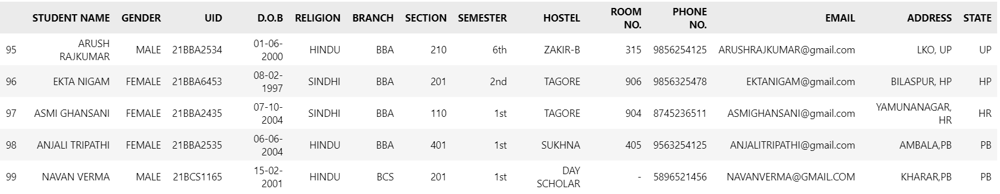 STUDENT NAME GENDER UID D.O.B RELIGION BRANCH SECTION SEMESTER HOSTEL ROOM NO. PHONE NO. EMAIL ADDRESS STATE
95 ARUSH RAJKUMAR MALE 21BBA2534 01-06-2000 HINDU BBA 210 6th ZAKIR-B 315 9856254125 ARUSHRAJKUMAR@gmail.com LKO, UP UP
96 EKTA NIGAM FEMALE 21BBA6453 08-02-1997 SINDHI BBA 201 2nd TAGORE 906 9856325478 EKTANIGAM@gmail.com BILASPUR, HP HP
97 ASMI GHANSANI FEMALE 21BBA2435 07-10-2004 SINDHI BBA 110 1st TAGORE 904 8745236511 ASMIGHANSANI@gmail.com YAMUNANAGAR, HR HR
98 ANJALI TRIPATHI FEMALE 21BBA2535 06-06-2004 HINDU BBA 401 1st SUKHNA 405 9563254125 ANJALITRIPATHI@gmail.com AMBALA,PB PB
99 NAVAN VERMA MALE 21BCS1165 15-02-2001 HINDU BCS 201 1st DAY SCHOLAR - 5896521456 NAVANVERMA@GMAIL.COM KHARAR,PB PB